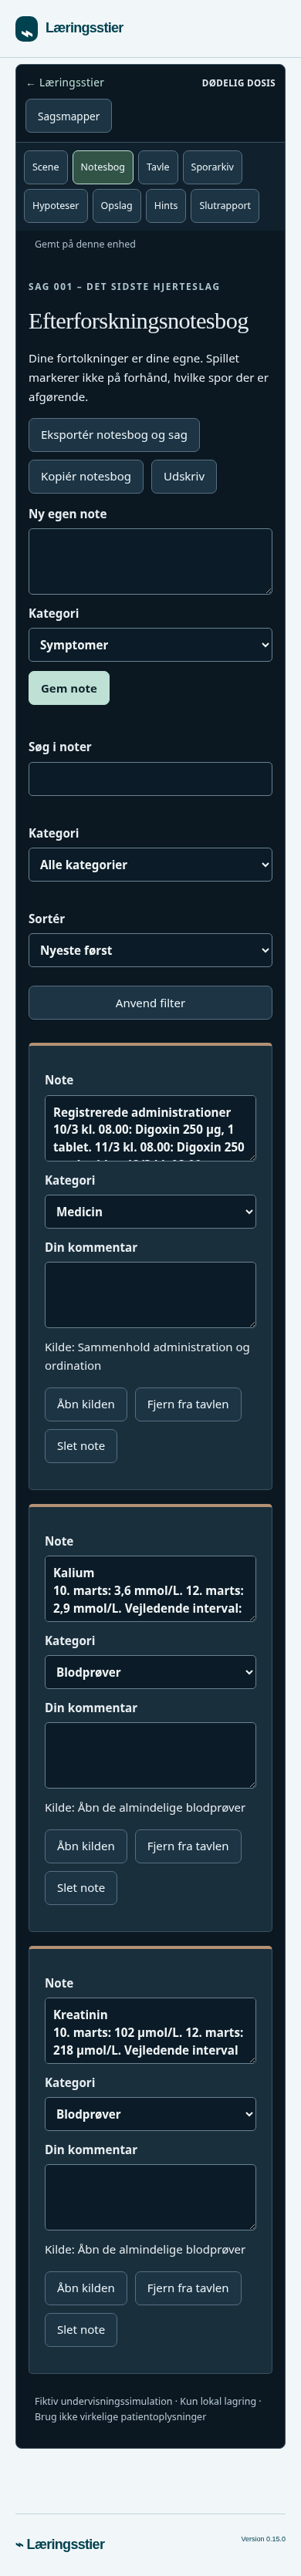 Læringsstier
← Læringsstier
DØDELIG DOSIS
Sagsmapper
Scene
Notesbog
Tavle
Sporarkiv
Hypoteser
Opslag
Hints
Slutrapport
Gemt på denne enhed
SAG 001 – DET SIDSTE HJERTESLAG
Efterforskningsnotesbog
Dine fortolkninger er dine egne. Spillet
markerer ikke på forhånd, hvilke spor der er
afgørende.
Eksportér notesbog og sag
Kopiér notesbog
Udskriv
Ny egen note
Kategori
Symptomer
Gem note
Søg i noter
Kategori
Alle kategorier
Sortér
Nyeste først
Anvend filter
Note
Registrerede administrationer
10/3 kl. 08.00: Digoxin 250 µg, 1
tablet. 11/3 kl. 08.00: Digoxin 250
Kategori
Medicin
Din kommentar
Kilde: Sammenhold administration og
ordination
Åbn kilden
Fjern fra tavlen
Slet note
Note
Kalium
10. marts: 3,6 mmol/L. 12. marts:
2,9 mmol/L. Vejledende interval:
Kategori
Blodprøver
Din kommentar
Kilde: Åbn de almindelige blodprøver
Åbn kilden
Fjern fra tavlen
Slet note
Note
Kreatinin
10. marts: 102 µmol/L. 12. marts:
218 µmol/L. Vejledende interval
Kategori
Blodprøver
Din kommentar
Kilde: Åbn de almindelige blodprøver
Åbn kilden
Fjern fra tavlen
Slet note
Fiktiv undervisningssimulation · Kun lokal lagring ·
Brug ikke virkelige patientoplysninger
Læringsstier
Version 0.15.0